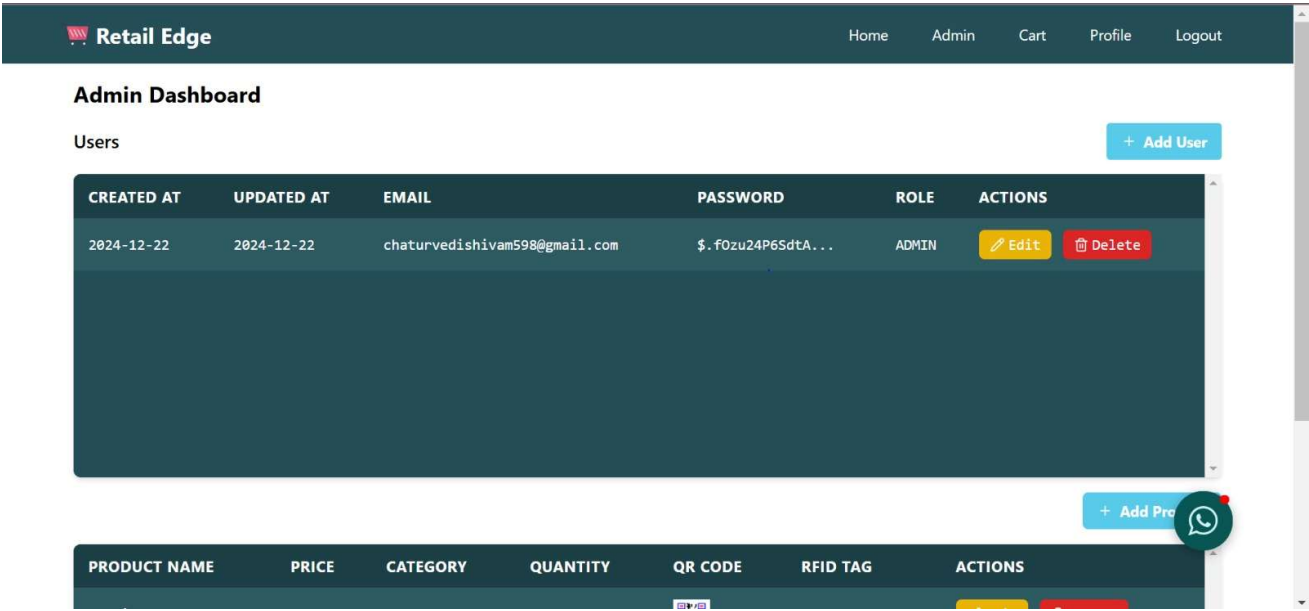 Retail Edge Home Admin Cart Profile Logout
Admin Dashboard
Users + Add User
CREATED AT UPDATED AT EMAIL PASSWORD ROLE ACTIONS
2024-12-22 2024-12-22 chaturvedishivam598@gmail.com $.fOzu24P6SdtA... ADMIN Edit Delete
+ Add Pro
PRODUCT NAME PRICE CATEGORY QUANTITY QR CODE RFID TAG ACTIONS